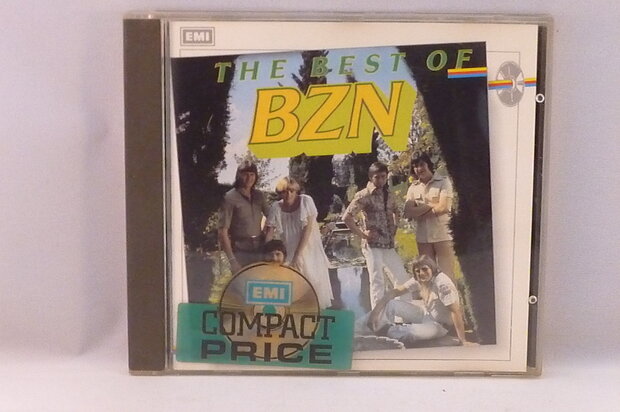 EMI
THE BEST OF
BZN
EMI
COMPACT
PRICE